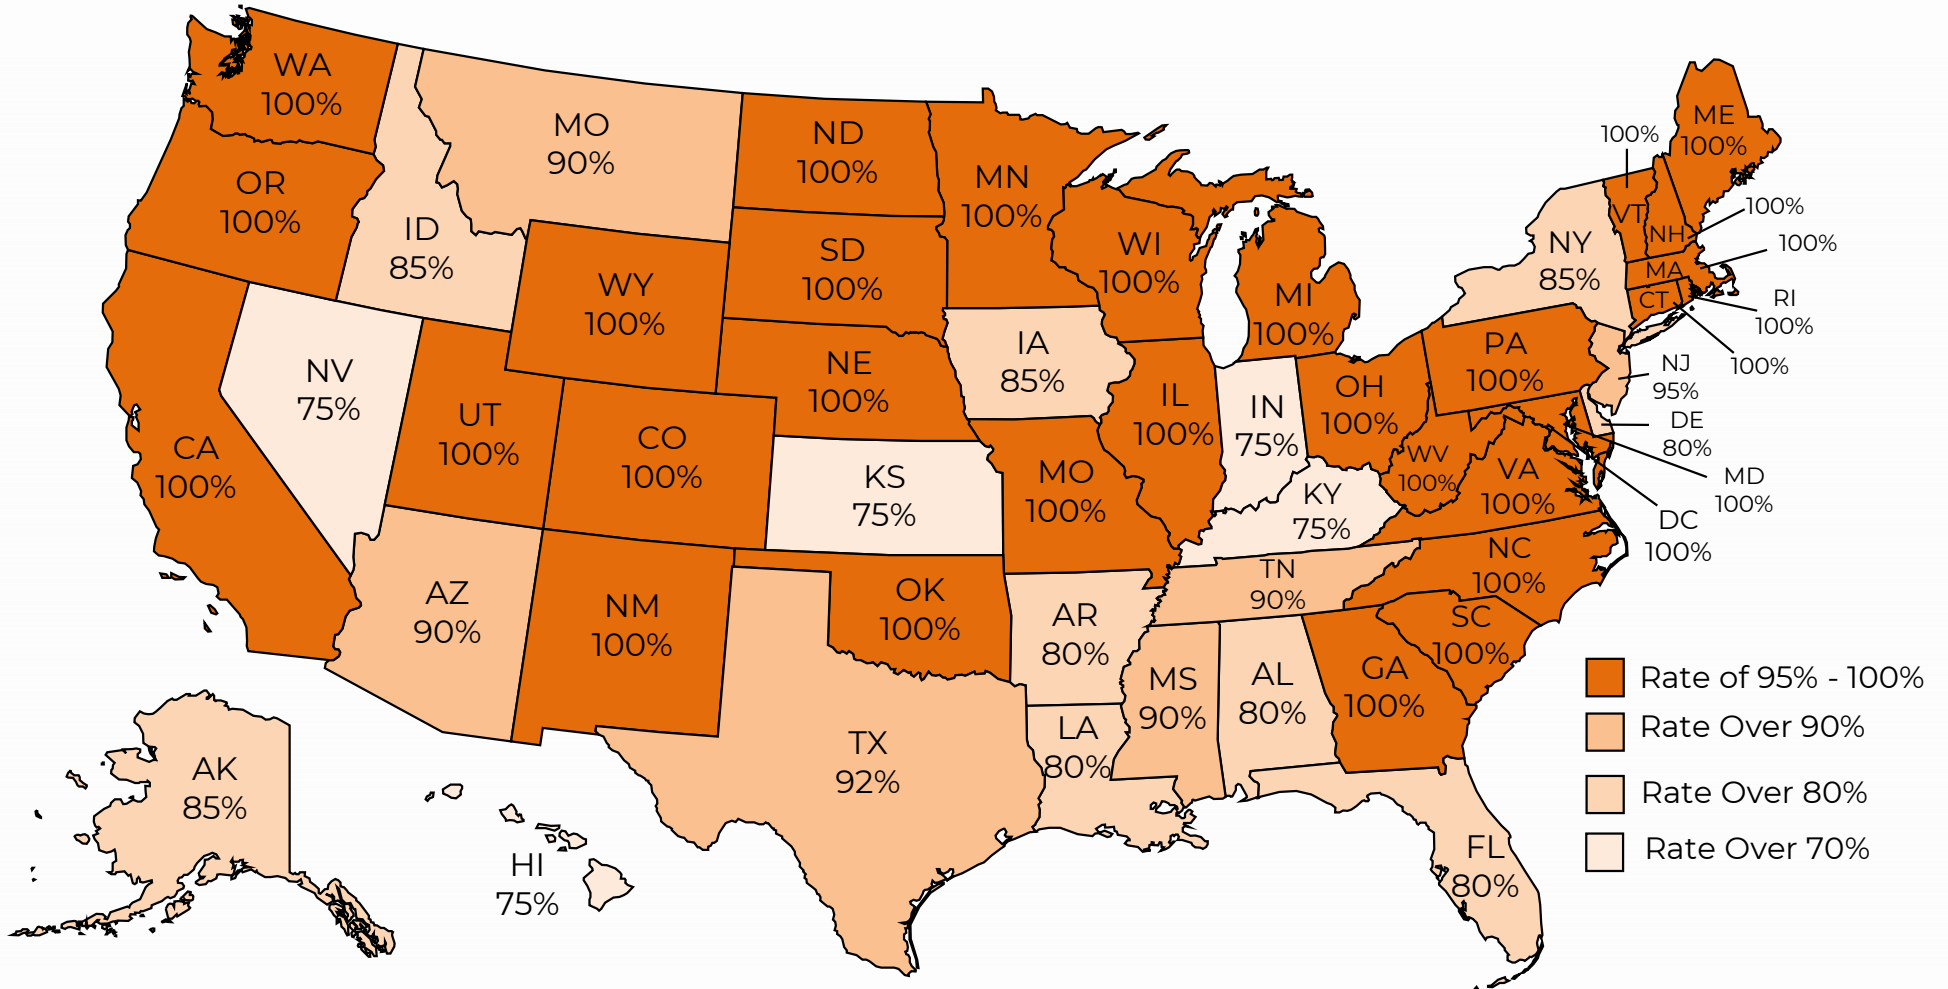 WA
100%
OR
100%
CA
100%
ID
85%
NV
75%
MO
90%
WY
100%
UT
100%
CO
100%
AZ
90%
NM
100%
ND
100%
SD
100%
NE
100%
KS
75%
OK
100%
TX
92%
MN
100%
IA
85%
MO
100%
AR
80%
LA
80%
WI
100%
IL
100%
MI
100%
IN
75%
OH
100%
KY
75%
TN
90%
MS
90%
AL
80%
GA
100%
FL
80%
SC
100%
NC
100%
VA
100%
WV
100%
PA
100%
NY
85%
100%
VT
NH
100%
ME
100%
MA
100%
CT
100%
RI
100%
NJ
95%
DE
80%
MD
100%
DC
100%
AK
85%
HI
75%
Rate of 95% - 100%
Rate Over 90%
Rate Over 80%
Rate Over 70%